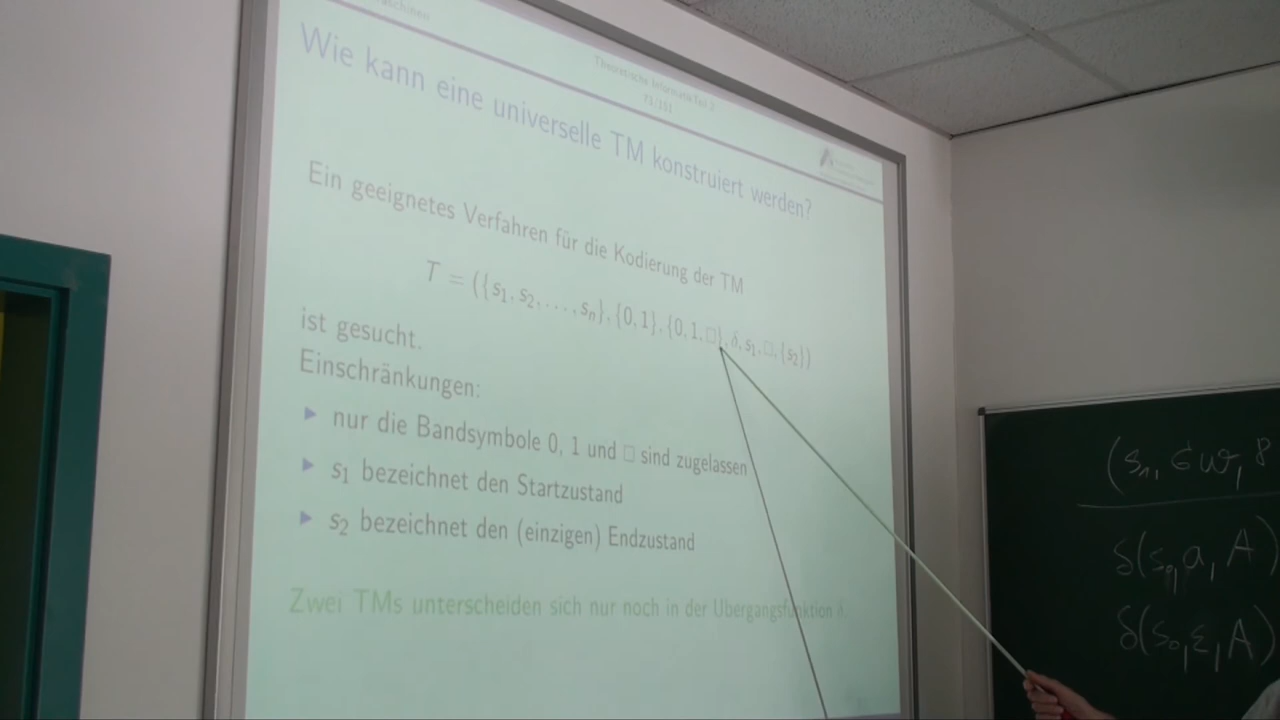 Theoretische Informatik Teil 2
73/161
Wie kann eine universelle TM konstruiert werden?
Ein geeignetes Verfahren für die Kodierung der TM
T = ({s₁, s₂, . . . , sₙ}, {0, 1}, {0, 1, □}, δ, s₁, □, {s₂})
ist gesucht.
Einschränkungen:
▶ nur die Bandsymbole 0, 1 und □ sind zugelassen
▶ s₁ bezeichnet den Startzustand
▶ s₂ bezeichnet den (einzigen) Endzustand
Zwei TMs unterscheiden sich nur noch in der Übergangsfunktion δ.
δ(s₀, a, A)
δ(s₀, ε, A)